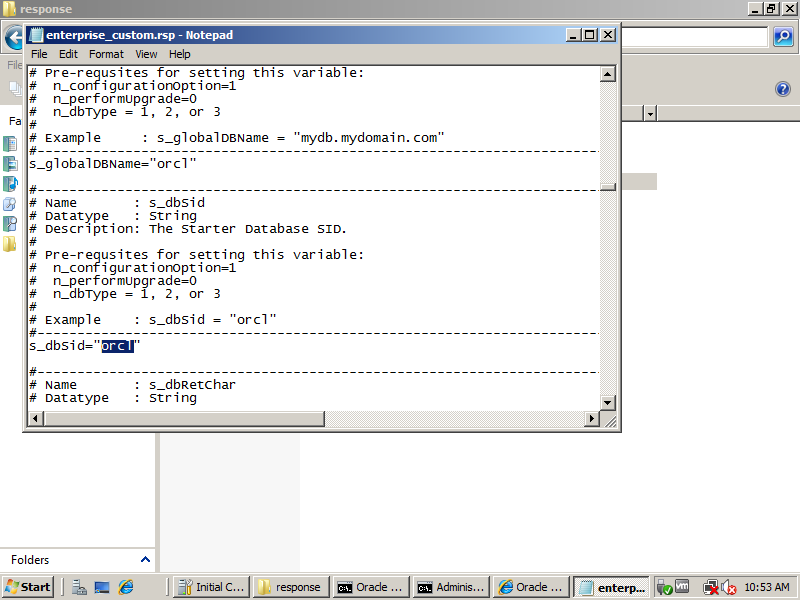 response
enterprise_custom.rsp - Notepad
File Edit Format View Help
# Pre-requsites for setting this variable:
#  n_configurationOption=1
#  n_performUpgrade=0
#  n_dbType = 1, 2, or 3
#
# Example     : s_globalDBName = "mydb.mydomain.com"
#------------------------------------------------------------------------
s_globalDBName="orcl"
#------------------------------------------------------------------------
# Name       : s_dbSid
# Datatype   : String
# Description: The Starter Database SID.
#
# Pre-requsites for setting this variable:
#  n_configurationOption=1
#  n_performUpgrade=0
#  n_dbType = 1, 2, or 3
#
# Example    : s_dbSid = "orcl"
#------------------------------------------------------------------------
s_dbSid="orcl"
#------------------------------------------------------------------------
# Name       : s_dbRetChar
# Datatype   : String
File
Fa
Folders
Start Initial C... response Oracle ... Adminis... Oracle ... enterp... 10:53 AM